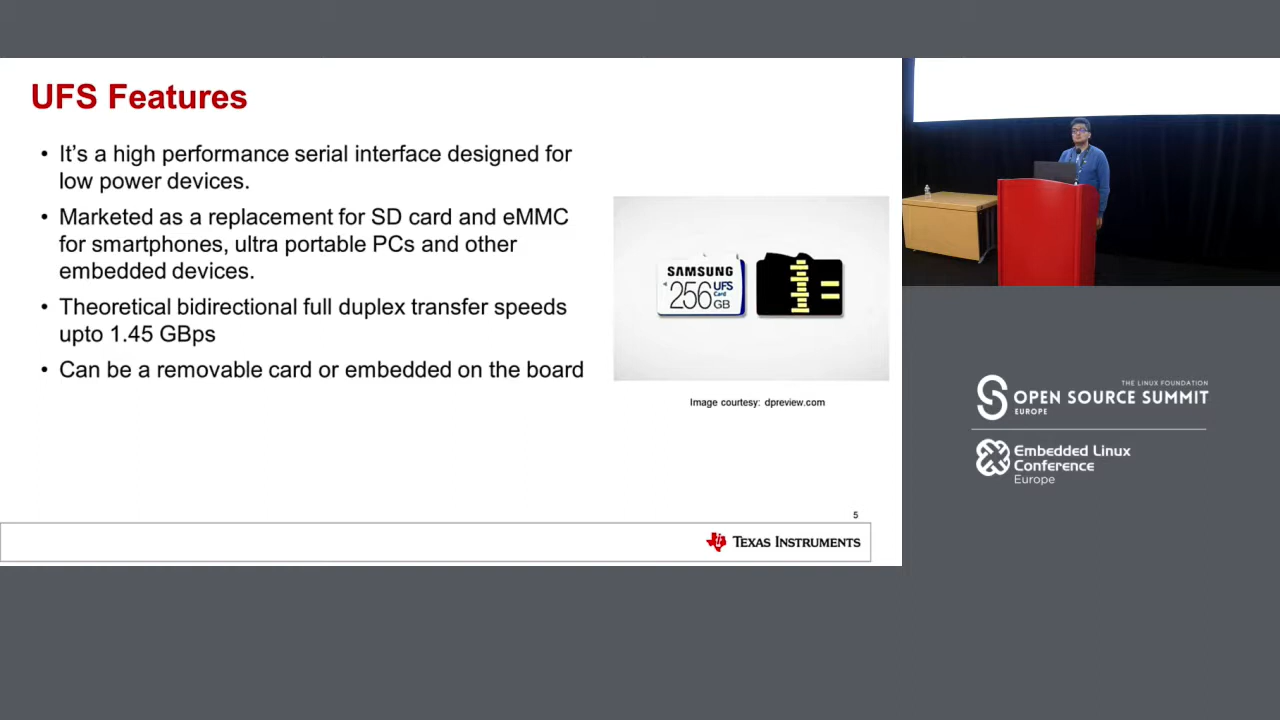 UFS Features
• It's a high performance serial interface designed for
low power devices.
• Marketed as a replacement for SD card and eMMC
for smartphones, ultra portable PCs and other
embedded devices.
• Theoretical bidirectional full duplex transfer speeds
upto 1.45 GBps
• Can be a removable card or embedded on the board
SAMSUNG
256 UFS Card GB
Image courtesy: dpreview.com
5
TEXAS INSTRUMENTS
THE LINUX FOUNDATION
OPEN SOURCE SUMMIT
EUROPE
Embedded Linux
Conference
Europe